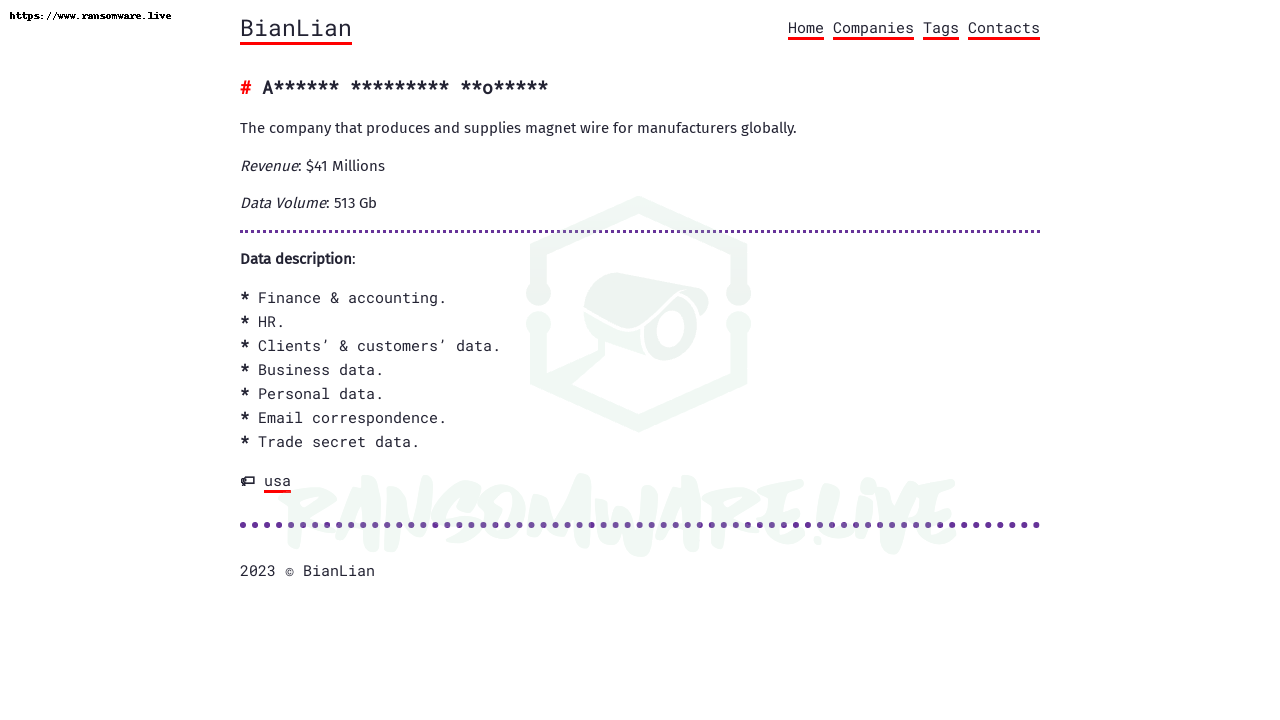 https://www.ransomware.live
BianLian
Home Companies Tags Contacts
# A****** ********* **o*****
The company that produces and supplies magnet wire for manufacturers globally.
Revenue: $41 Millions
Data Volume: 513 Gb
Data description:
* Finance & accounting.
* HR.
* Clients’ & customers’ data.
* Business data.
* Personal data.
* Email correspondence.
* Trade secret data.
usa
RANSOMWARE.LIVE
2023 © BianLian